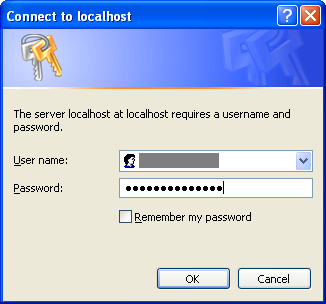 Connect to localhost
The server localhost at localhost requires a username and
password.
User name:
Password:
Remember my password
OK
Cancel